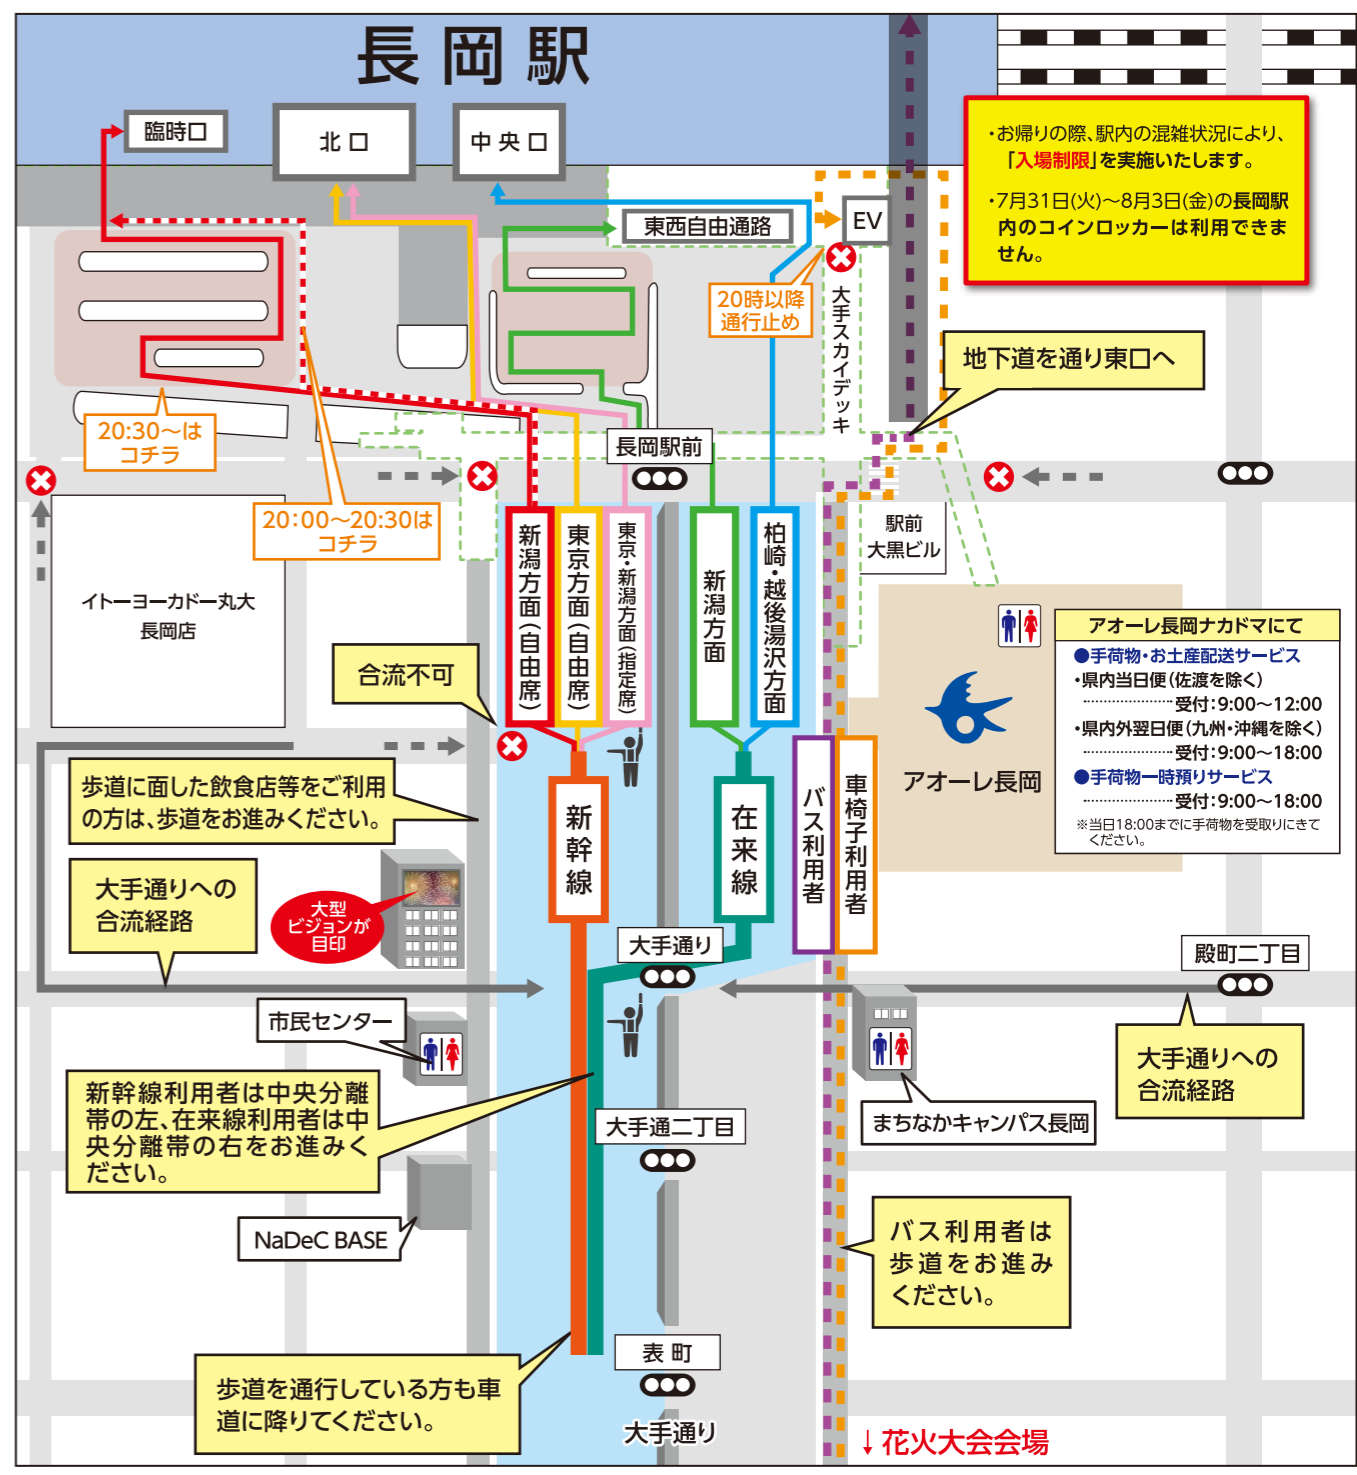 長岡駅
臨時口
北口
中央口
東西自由通路
EV
・お帰りの際、駅内の混雑状況により、
「入場制限」を実施いたします。
・7月31日(火)～8月3日(金)の長岡駅
内のコインロッカーは利用できま
せん。
20時以降
通行止め
大手スカイデッキ
地下道を通り東口へ
20:30～は
コチラ
20：00～20:30は
コチラ
長岡駅前
イトーヨーカドー丸大
長岡店
新潟方面(自由席)
東京方面(自由席)
東京・新潟方面(指定席)
新潟方面
柏崎・越後湯沢方面
駅前
大黒ビル
合流不可
アオーレ長岡
アオーレ長岡ナカドマにて
●手荷物・お土産配送サービス
・県内当日便(佐渡を除く)
受付：9:00～12:00
・県内外翌日便(九州・沖縄を除く)
受付：9:00～18:00
●手荷物一時預りサービス
受付：9:00～18:00
※当日18:00までに手荷物を受取りにきて
ください。
歩道に面した飲食店等をご利用
の方は、歩道をお進みください。
新幹線
在来線
バス利用者
車椅子利用者
大手通りへの
合流経路
大型
ビジョンが
目印
大手通り
殿町二丁目
市民センター
大手通りへの
合流経路
新幹線利用者は中央分離
帯の左、在来線利用者は中
央分離帯の右をお進みく
ださい。
大手通二丁目
まちなかキャンパス長岡
NaDeC BASE
バス利用者は
歩道をお進み
ください。
表町
歩道を通行している方も車
道に降りてください。
大手通り
↓花火大会会場